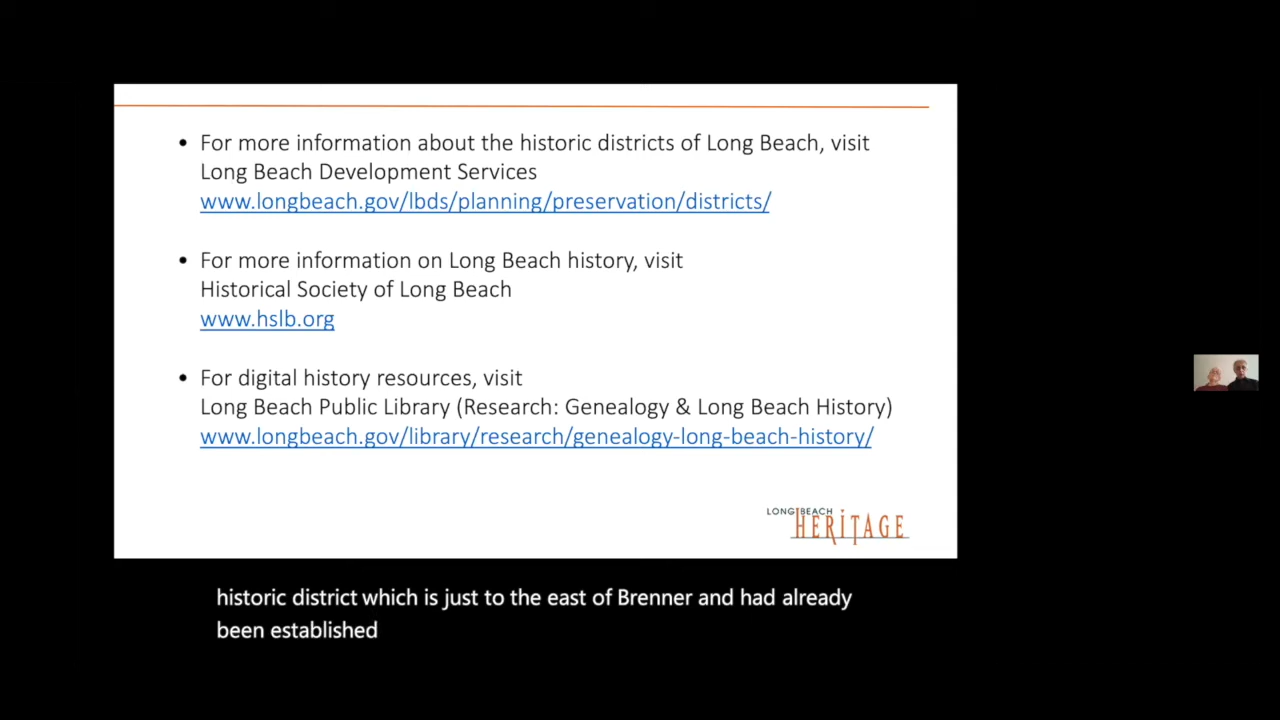 • For more information about the historic districts of Long Beach, visit
Long Beach Development Services
www.longbeach.gov/lbds/planning/preservation/districts/
• For more information on Long Beach history, visit
Historical Society of Long Beach
www.hslb.org
• For digital history resources, visit
Long Beach Public Library (Research: Genealogy & Long Beach History)
www.longbeach.gov/library/research/genealogy-long-beach-history/
LONG BEACH
HERITAGE
historic district which is just to the east of Brenner and had already
been established